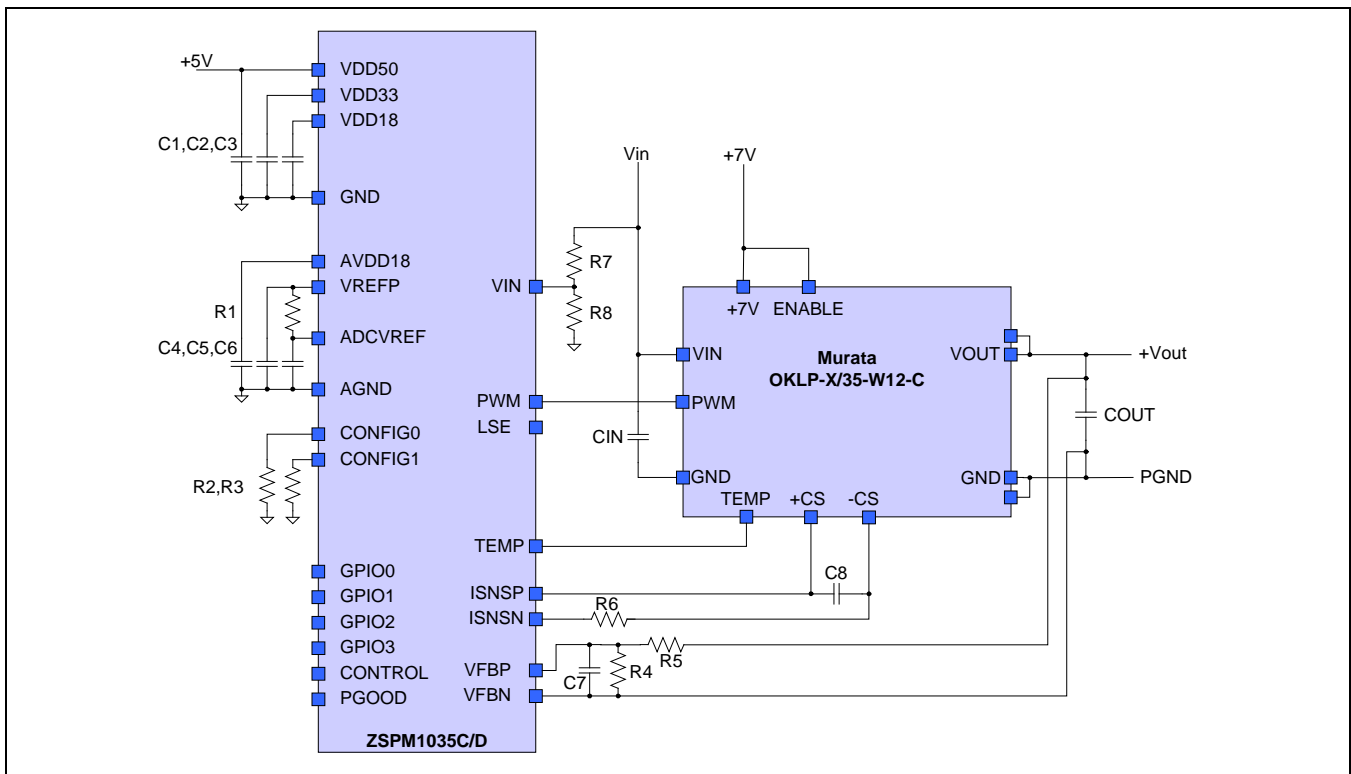 +5V
VDD50
VDD33
VDD18
C1,C2,C3
GND
AVDD18
VREFP
R1
ADCVREF
C4,C5,C6
AGND
CONFIG0
CONFIG1
R2,R3
GPIO0
GPIO1
GPIO2
GPIO3
CONTROL
PGOOD
VIN
PWM
LSE
TEMP
ISNSP
ISNSN
VFBP
VFBN
ZSPM1035C/D
Vin
+7V
R7
R8
CIN
+7V ENABLE
VIN
Murata
OKLP-X/35-W12-C
VOUT
PWM
GND
GND
TEMP +CS -CS
+Vout
COUT
PGND
C8
R6
R5
C7
R4